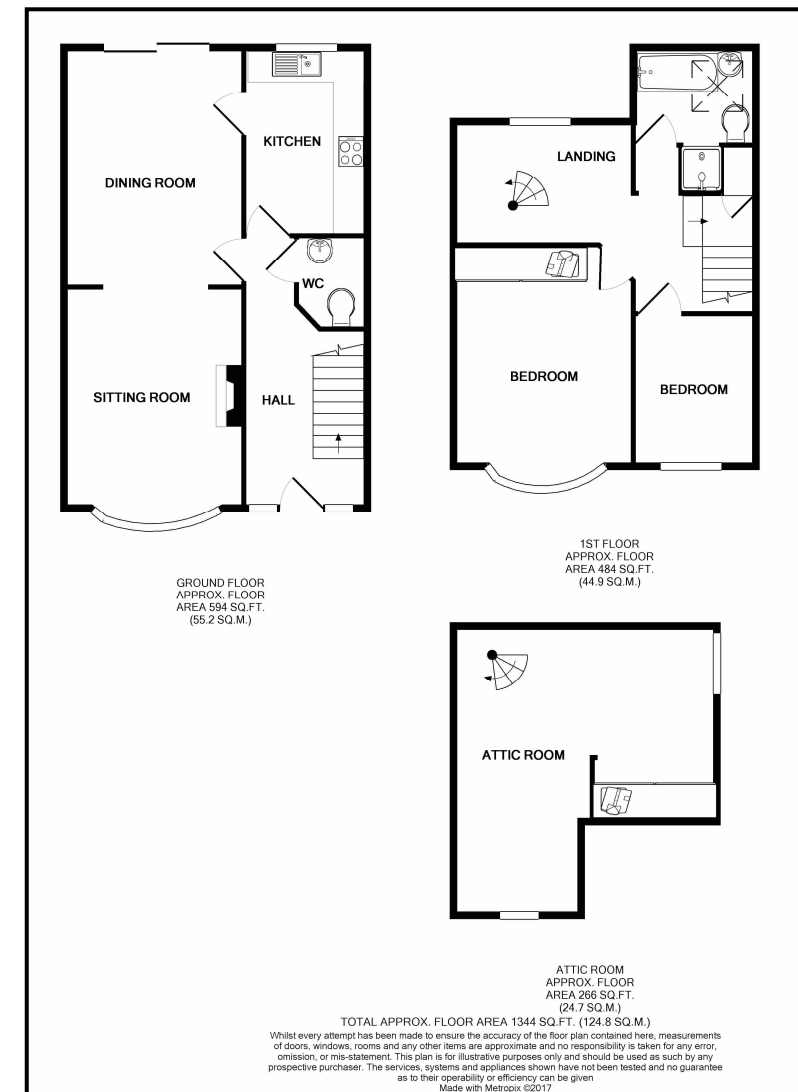 KITCHEN
DINING ROOM
WC
SITTING ROOM
HALL
GROUND FLOOR
APPROX. FLOOR
AREA 594 SQ.FT.
(55.2 SQ.M.)
LANDING
BEDROOM
BEDROOM
1ST FLOOR
APPROX. FLOOR
AREA 484 SQ.FT.
(44.9 SQ.M.)
ATTIC ROOM
ATTIC ROOM
APPROX. FLOOR
AREA 266 SQ.FT.
(24.7 SQ.M.)
TOTAL APPROX. FLOOR AREA 1344 SQ.FT. (124.8 SQ.M.)
Whilst every attempt has been made to ensure the accuracy of the floor plan contained here, measurements
of doors, windows, rooms and any other items are approximate and no responsibility is taken for any error,
omission, or mis-statement. This plan is for illustrative purposes only and should be used as such by any
prospective purchaser. The services, systems and appliances shown have not been tested and no guarantee
as to their operability or efficiency can be given
Made with Metropix ©2017